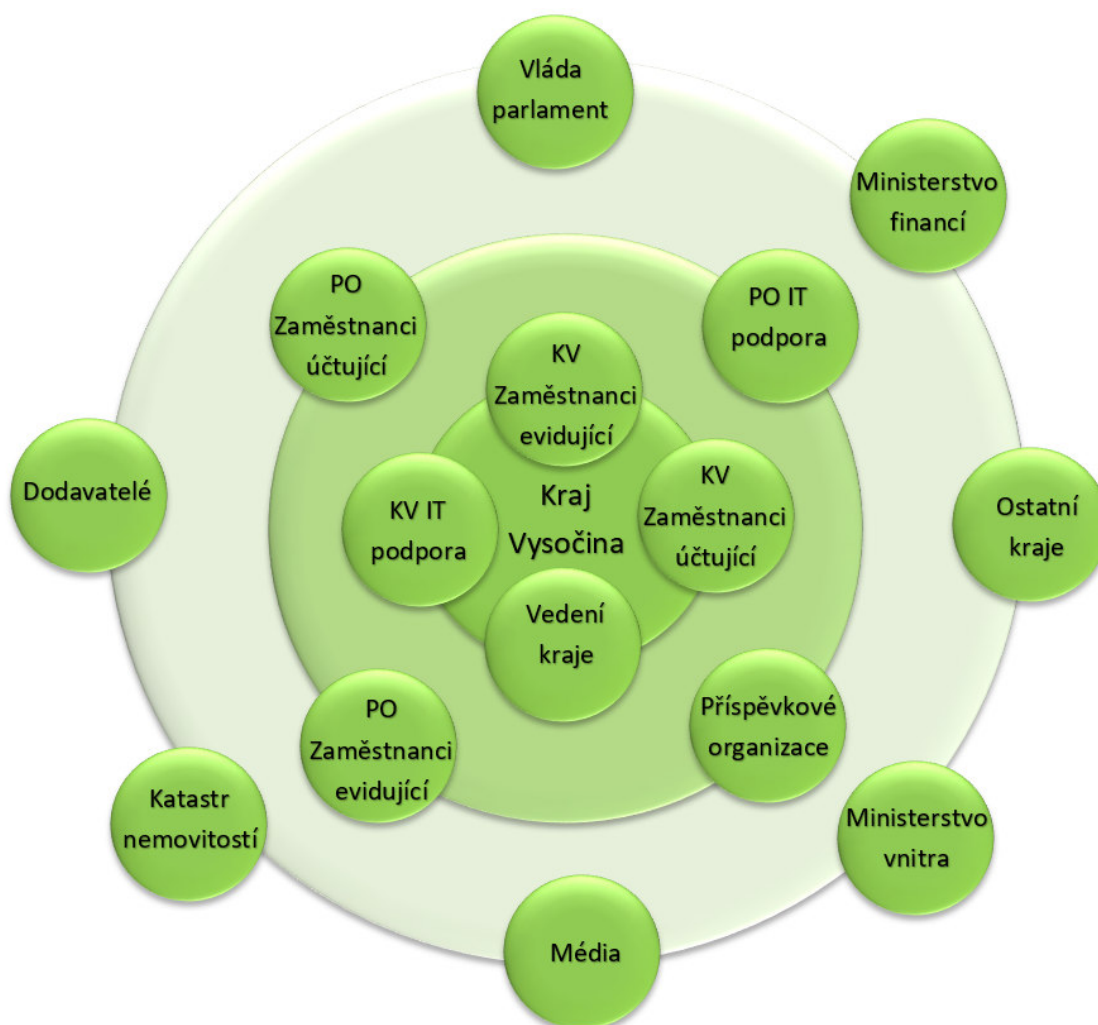 Vláda
parlament
Ministerstvo
financí
PO
Zaměstnanci
účtující
PO IT
podpora
KV
Zaměstnanci
evidující
Dodavatelé
KV IT
podpora
Kraj
Vysočina
KV
Zaměstnanci
účtující
Ostatní
kraje
Vedení
kraje
PO
Zaměstnanci
evidující
Příspěvkové
organizace
Katastr
nemovitostí
Ministerstvo
vnitra
Média